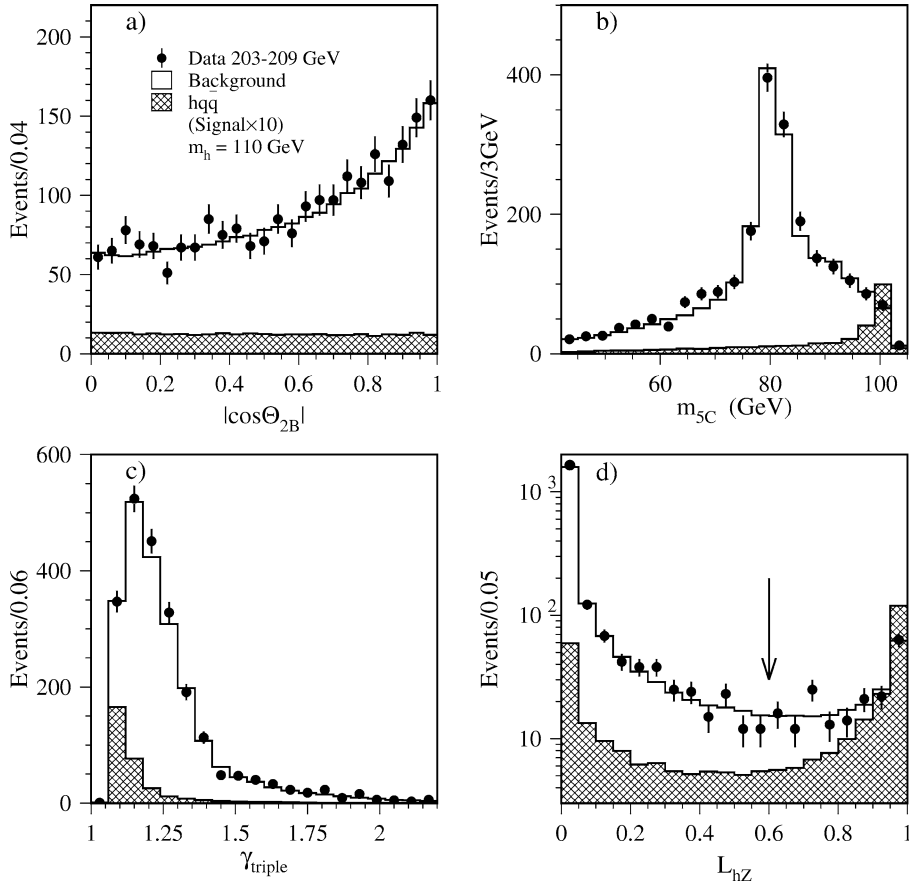 a)
200
150
100
50
0
Events/0.04
Data 203-209 GeV
Background
hqq̄
(Signal×10)
m_h = 110 GeV
0 0.2 0.4 0.6 0.8 1
|cosΘ_2B|
b)
400
200
0
Events/3GeV
60 80 100
m_5C (GeV)
c)
600
400
200
0
Events/0.06
1 1.25 1.5 1.75 2
γ_triple
d)
10^3
10^2
10
Events/0.05
0 0.2 0.4 0.6 0.8 1
L_hZ